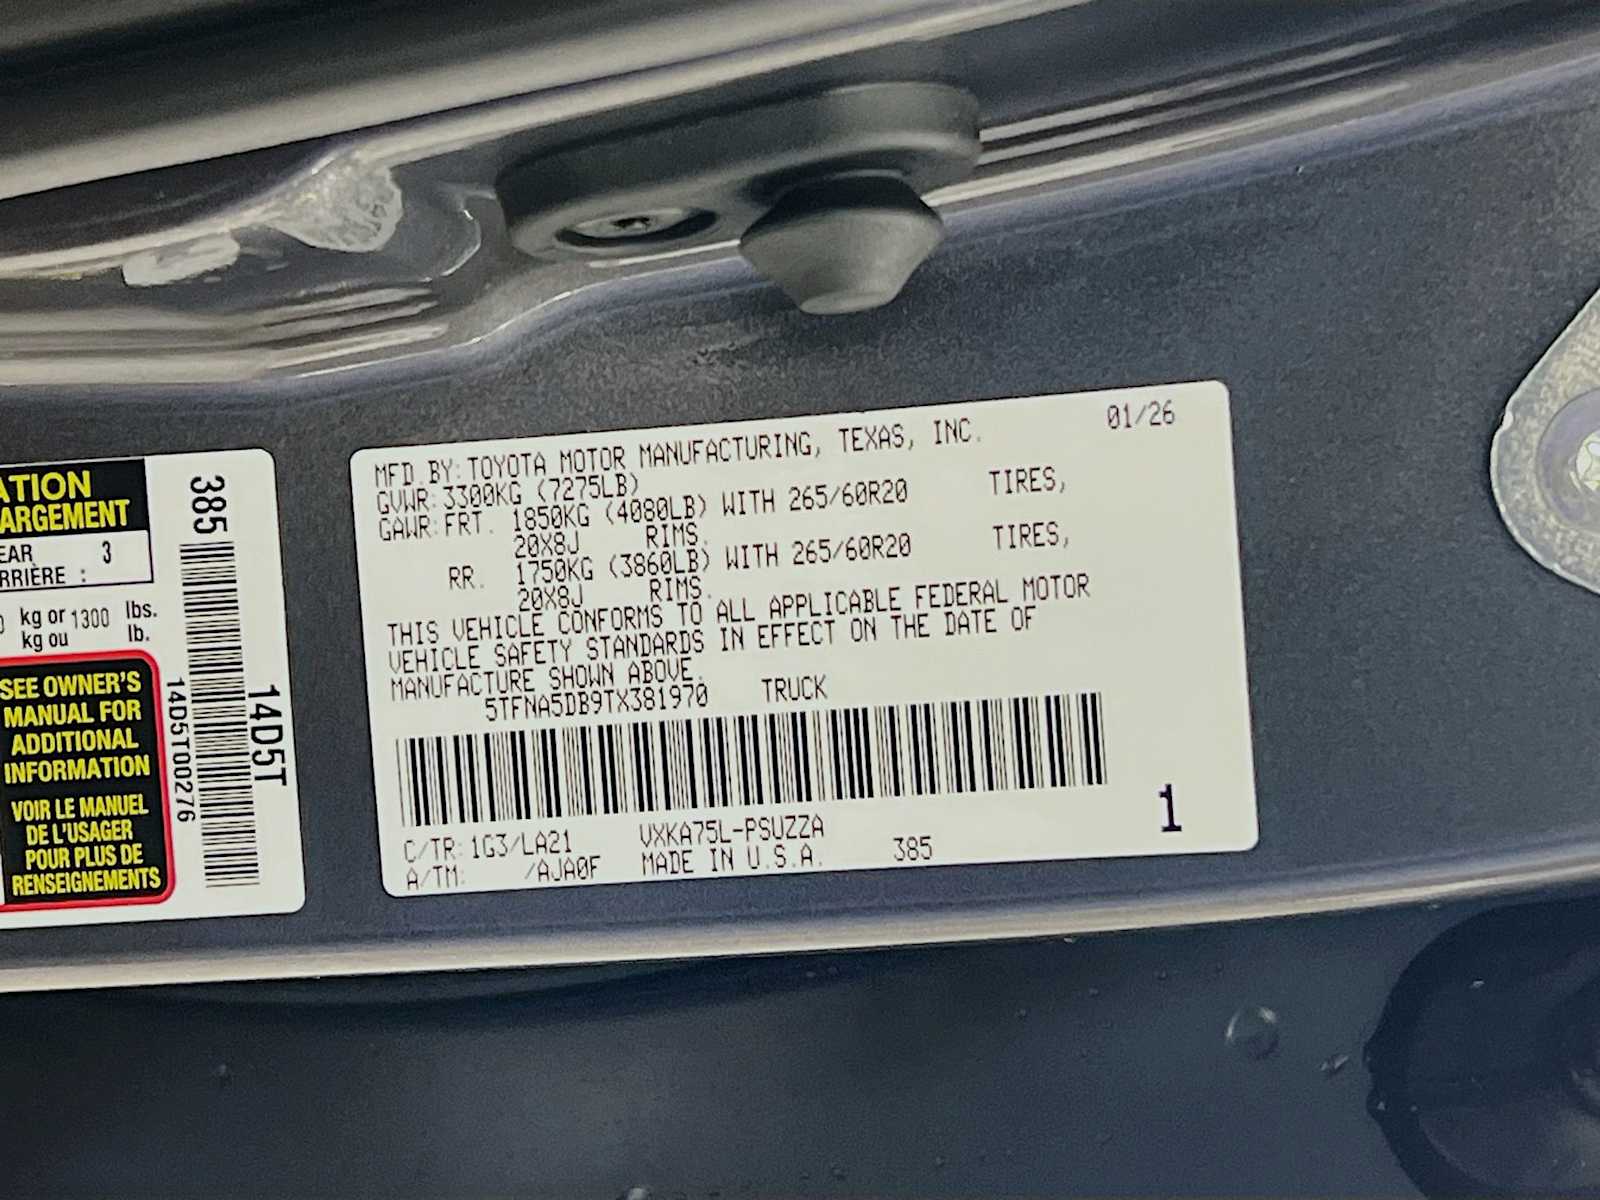 ATION
ARGEMENT
EAR 3
RRIÈRE :
0 kg or 1300 lbs.
kg ou lb.
SEE OWNER'S
MANUAL FOR
ADDITIONAL
INFORMATION
VOIR LE MANUEL
DE L'USAGER
POUR PLUS DE
RENSEIGNEMENTS
385
14D5T00276
14D5T
MFD.BY: TOYOTA MOTOR MANUFACTURING, TEXAS, INC. 01/26
GVWR: 3300KG (7275LB)
GAWR: FRT. 1850KG (4080LB) WITH 265/60R20 TIRES,
20X8J RIMS.
RR. 1750KG (3860LB) WITH 265/60R20 TIRES,
20X8J RIMS.
THIS VEHICLE CONFORMS TO ALL APPLICABLE FEDERAL MOTOR
VEHICLE SAFETY STANDARDS IN EFFECT ON THE DATE OF
MANUFACTURE SHOWN ABOVE.
5TFNA5DB9TX381970 TRUCK
1
C/TR: 1G3/LA21 VXKA75L-PSUZZA
A/TM: /AJA0F MADE IN U.S.A. 385